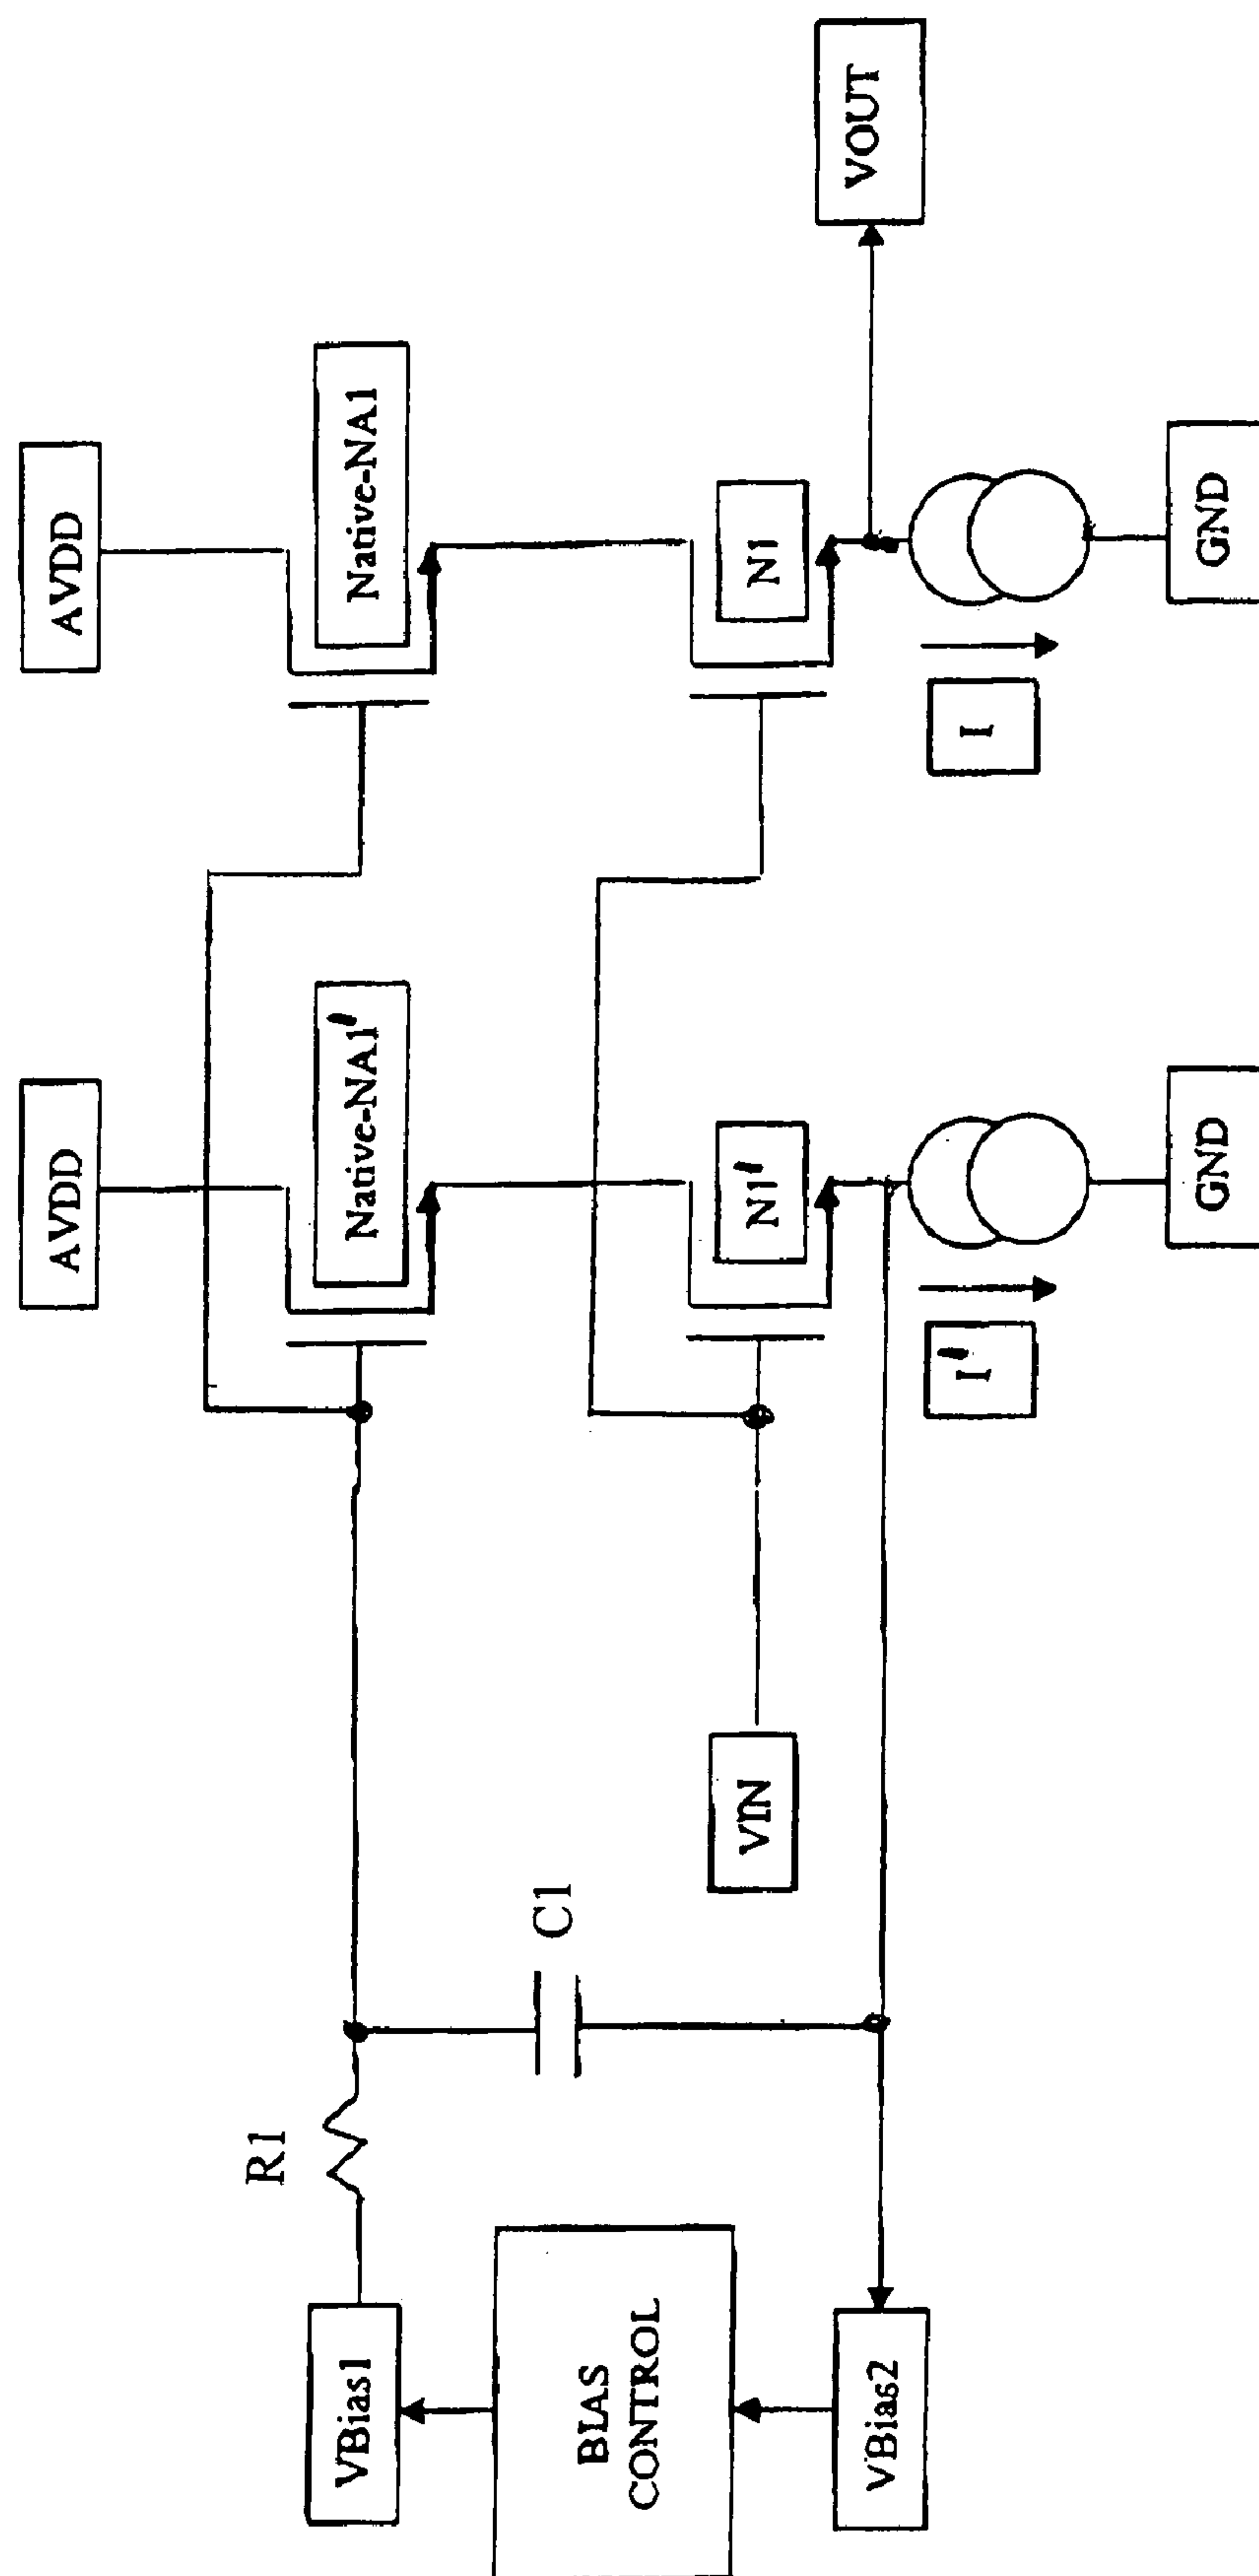 AVDD
AVDD
R1
VBias1
Native-NA1'
Native-NA1
C1
BIAS
CONTROL
VIN
N1'
N1
VOUT
VBias2
I'
I
GND
GND